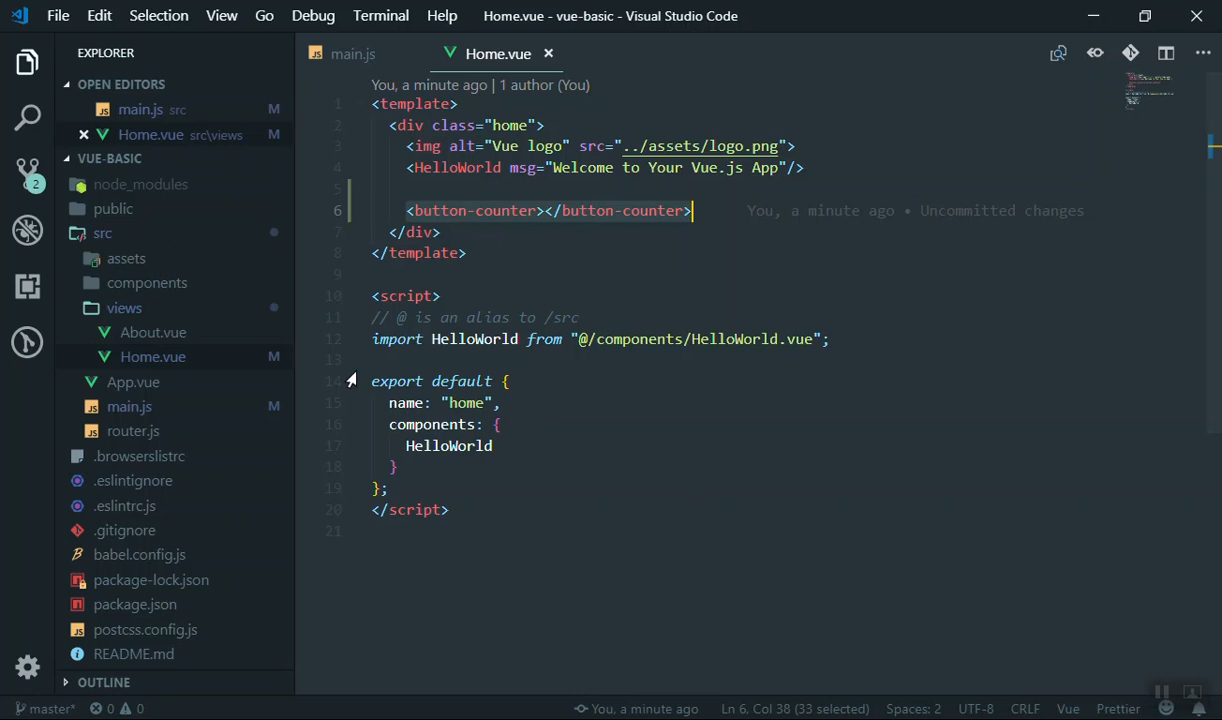 File Edit Selection View Go Debug Terminal Help Home.vue - vue-basic - Visual Studio Code
EXPLORER
OPEN EDITORS
main.js src M
Home.vue src\views M
VUE-BASIC
node_modules
public
src
assets
components
views
About.vue
Home.vue M
App.vue
main.js M
router.js
.browserslistrc
.eslintignore
.eslintrc.js
.gitignore
babel.config.js
package-lock.json
package.json
postcss.config.js
README.md
OUTLINE
2
main.js Home.vue
You, a minute ago | 1 author (You)
1 <template>
2 <div class="home">
3 <img alt="Vue logo" src="../assets/logo.png">
4 <HelloWorld msg="Welcome to Your Vue.js App"/>
5
6 <button-counter></button-counter> You, a minute ago • Uncommitted changes
7 </div>
8 </template>
9
10 <script>
11 // @ is an alias to /src
12 import HelloWorld from "@/components/HelloWorld.vue";
13
14 export default {
15 name: "home",
16 components: {
17 HelloWorld
18 }
19 };
20 </script>
21
master* 0 0 You, a minute ago Ln 6, Col 38 (33 selected) Spaces: 2 UTF-8 CRLF Vue Prettier